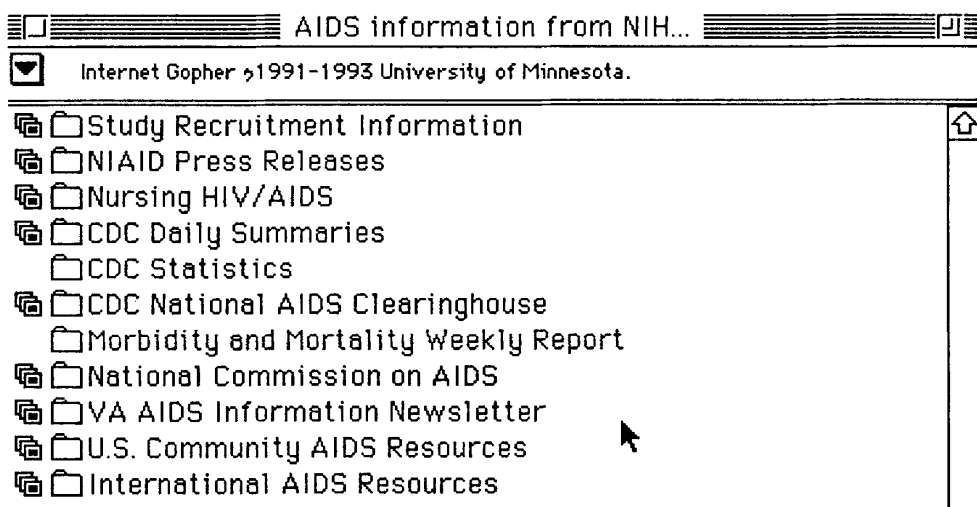 AIDS information from NIH...
Internet Gopher 1991-1993 University of Minnesota.
Study Recruitment Information
NIAID Press Releases
Nursing HIV/AIDS
CDC Daily Summaries
CDC Statistics
CDC National AIDS Clearinghouse
Morbidity and Mortality Weekly Report
National Commission on AIDS
VA AIDS Information Newsletter
U.S. Community AIDS Resources
International AIDS Resources